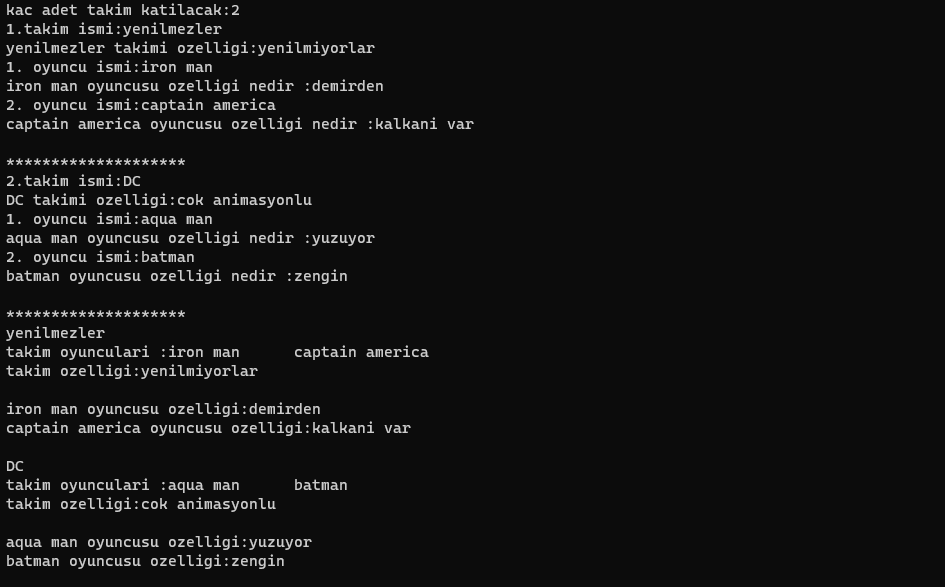 kac adet takim katilacak:2
1.takim ismi:yenilmezler
yenilmezler takimi ozelligi:yenilmiyorlar
1. oyuncu ismi:iron man
iron man oyuncusu ozelligi nedir :demirden
2. oyuncu ismi:captain america
captain america oyuncusu ozelligi nedir :kalkani var
********************
2.takim ismi:DC
DC takimi ozelligi:cok animasyonlu
1. oyuncu ismi:aqua man
aqua man oyuncusu ozelligi nedir :yuzuyor
2. oyuncu ismi:batman
batman oyuncusu ozelligi nedir :zengin
********************
yenilmezler
takim oyunculari :iron man      captain america
takim ozelligi:yenilmiyorlar
iron man oyuncusu ozelligi:demirden
captain america oyuncusu ozelligi:kalkani var
DC
takim oyunculari :aqua man      batman
takim ozelligi:cok animasyonlu
aqua man oyuncusu ozelligi:yuzuyor
batman oyuncusu ozelligi:zengin